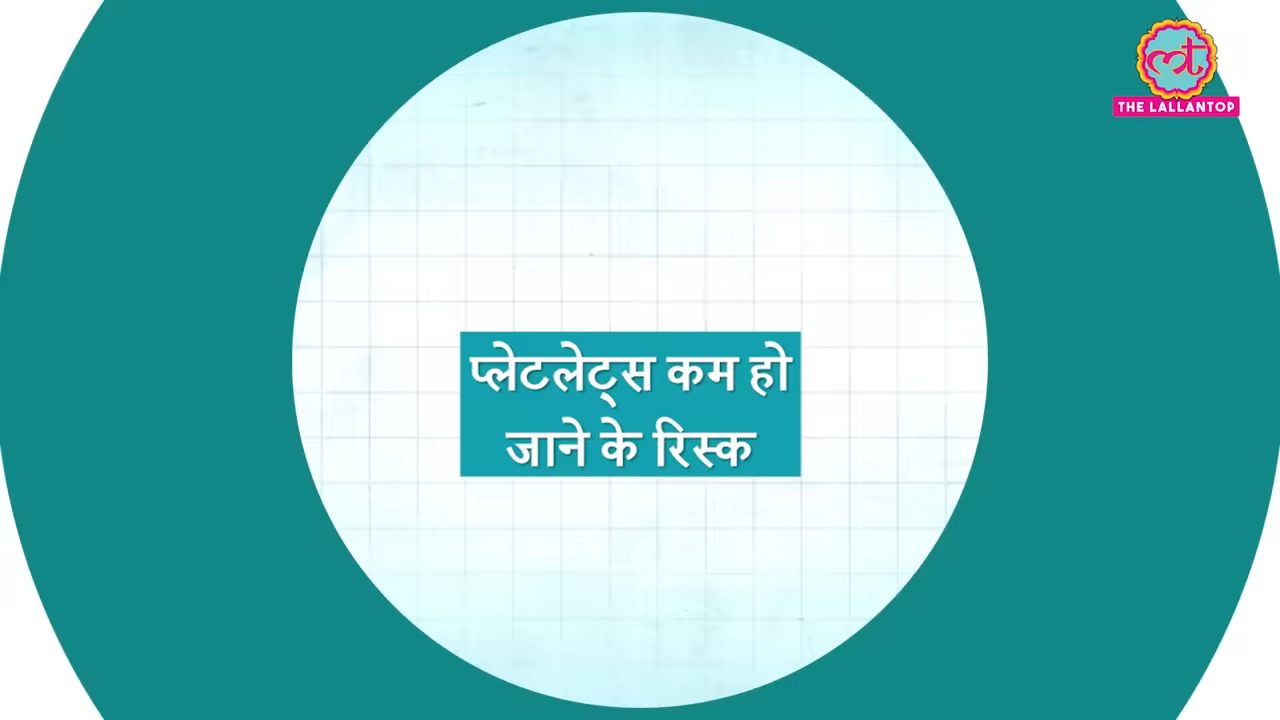 THE LALLANTOP
प्लेटलेट्स कम हो
जाने के रिस्क